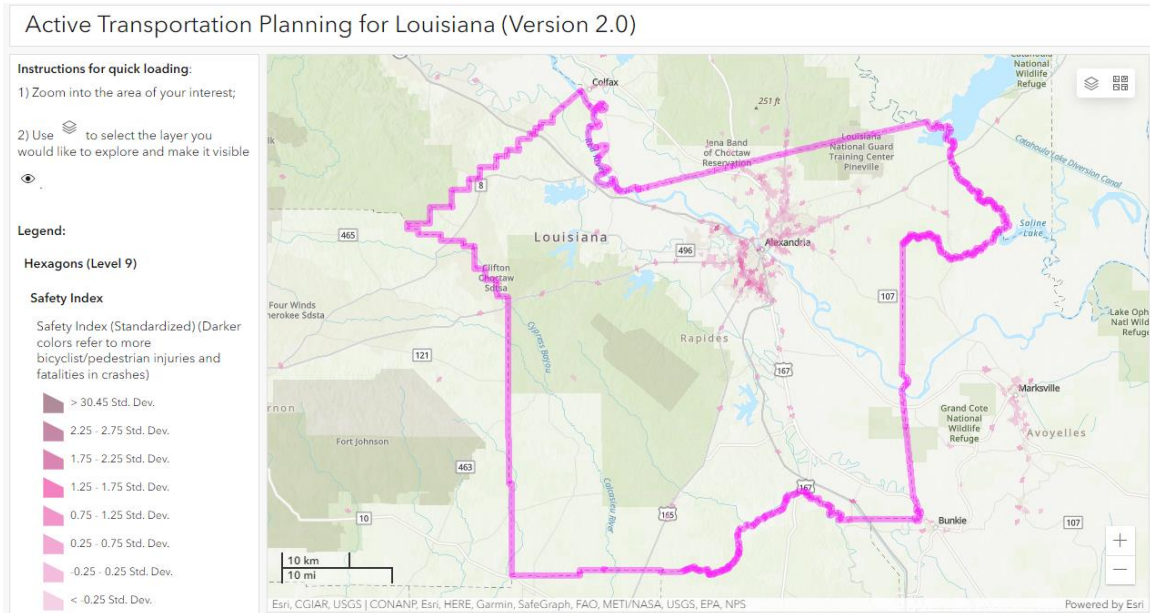 Active Transportation Planning for Louisiana (Version 2.0)
Instructions for quick loading:
1) Zoom into the area of your interest;
2) Use to select the layer you
would like to explore and make it visible
.
Legend:
Hexagons (Level 9)
Safety Index
Safety Index (Standardized) (Darker
colors refer to more
bicyclist/pedestrian injuries and
fatalities in crashes)
> 30.45 Std. Dev.
2.25 - 2.75 Std. Dev.
1.75 - 2.25 Std. Dev.
1.25 - 1.75 Std. Dev.
0.75 - 1.25 Std. Dev.
0.25 - 0.75 Std. Dev.
-0.25 - 0.25 Std. Dev.
< -0.25 Std. Dev.
National
Wildlife
Refuge
Colfax
251 ft
Jena Band
of Choctaw
Reservation
Louisiana
National Guard
Training Center
Pineville
Catahoula Lake Diversion Canal
8
465
Louisiana
496
Alexandria
Saline
Lake
Clifton
Choctaw
Sdtsa
107
Four Winds
herokee Sdsta
Lake Oph
Natl Wild
Refuge
Cypress Bayou
Rapides
121
167
Marksville
rnon
Grand Cote
National
Wildlife
Refuge
Avoyelles
Fort Johnson
463
Calcasieu River
167
165
10
Bunkie
107
10 km
10 mi
Esri, CGIAR, USGS | CONANP, Esri, HERE, Garmin, SafeGraph, FAO, METI/NASA, USGS, EPA, NPS
Powered by Esri